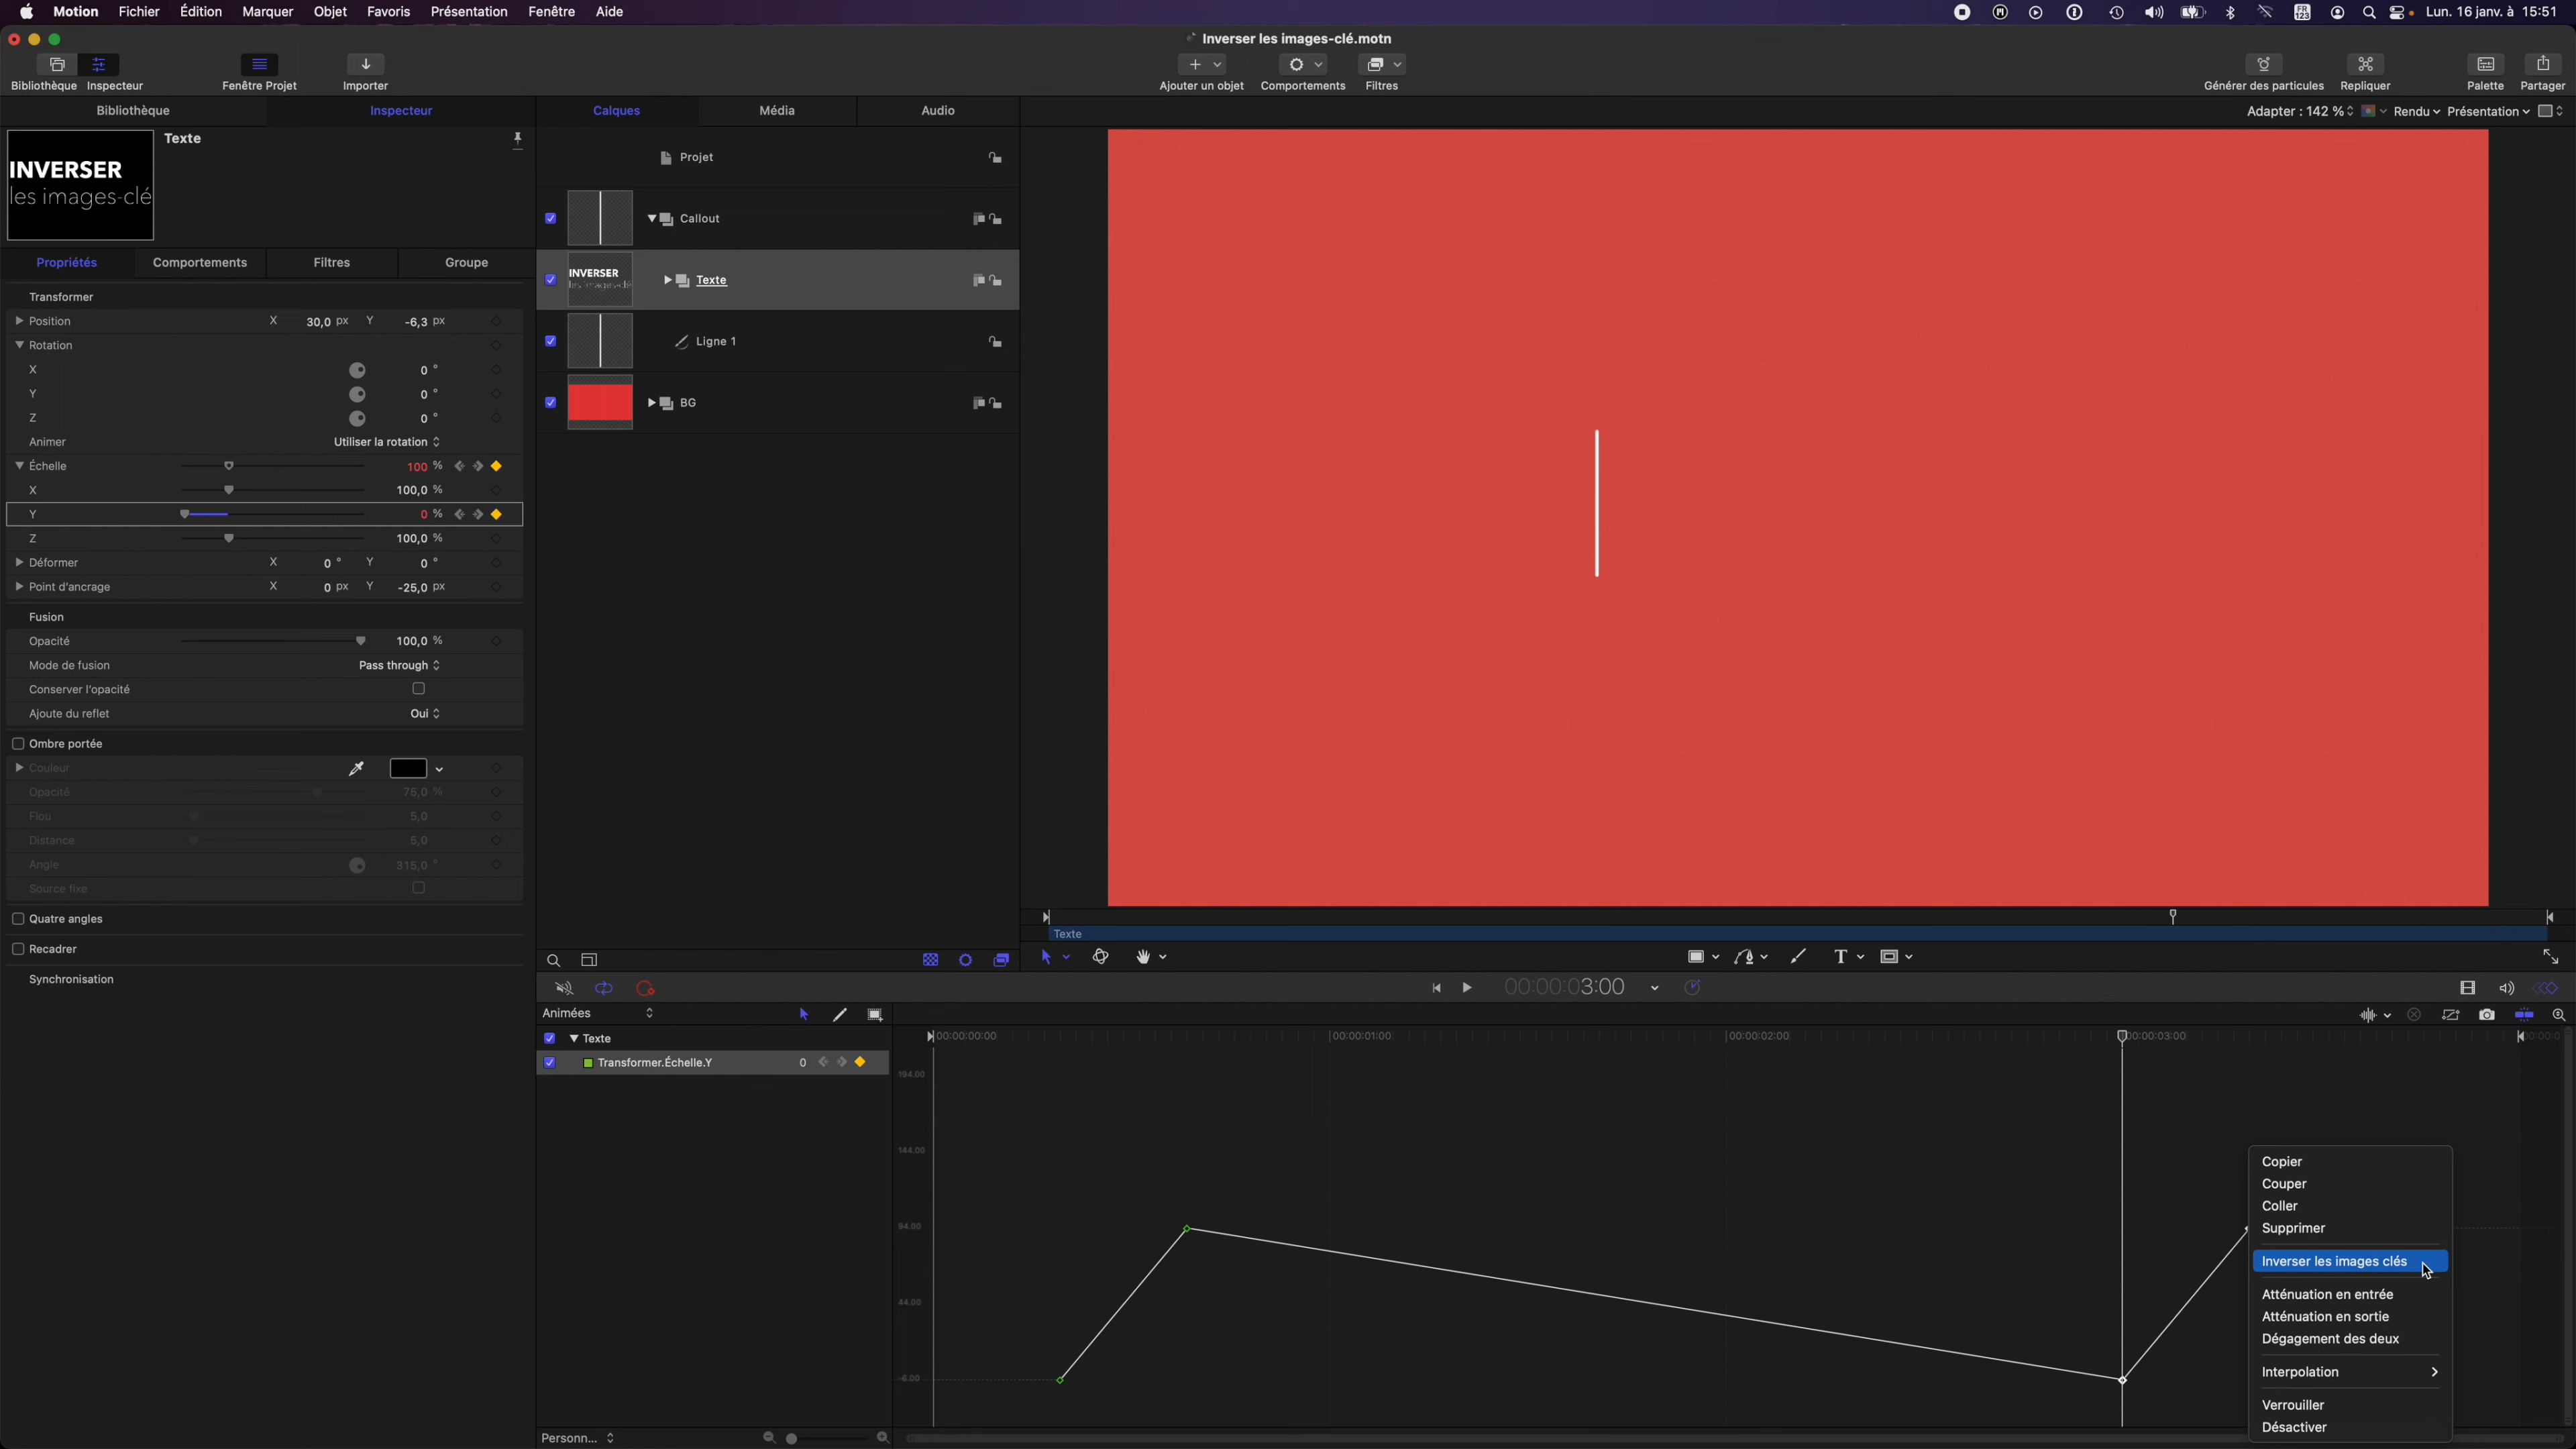 Motion Fichier Édition Marquer Objet Favoris Présentation Fenêtre Aide
FR 123 Lun. 16 janv. à 15:51
Inverser les images-clé.motn
Bibliothèque Inspecteur Fenêtre Projet Importer Ajouter un objet Comportements Filtres Générer des particules Repliquer Palette Partager
Bibliothèque Inspecteur Calques Média Audio Adapter : 142 % Rendu Présentation
Texte
INVERSER
les images-clé
Propriétés Comportements Filtres Groupe
Transformer
Position X 30,0 px Y -6,3 px
Rotation
X 0 °
Y 0 °
Z 0 °
Animer Utiliser la rotation
Échelle 100 %
X 100,0 %
Y 0 %
Z 100,0 %
Déformer X 0 ° Y 0 °
Point d'ancrage X 0 px Y -25,0 px
Fusion
Opacité 100,0 %
Mode de fusion Pass through
Conserver l'opacité
Ajoute du reflet Oui
Ombre portée
Couleur
Opacité 75,0 %
Flou 5,0
Distance 5,0
Angle 315,0 °
Source fixe
Quatre angles
Recadrer
Synchronisation
Projet
Callout
INVERSER
les images-clé
Texte
Ligne 1
BG
Texte
T
00:00:03:00
Animées
Texte
Transformer.Échelle.Y 0
00:00:00:00 00:00:01:00 00:00:02:00 00:00:03:00
194.00
144.00
94.00
44.00
-6.00
Copier
Couper
Coller
Supprimer
Inverser les images clés
Atténuation en entrée
Atténuation en sortie
Dégagement des deux
Interpolation
Verrouiller
Désactiver
Personn...